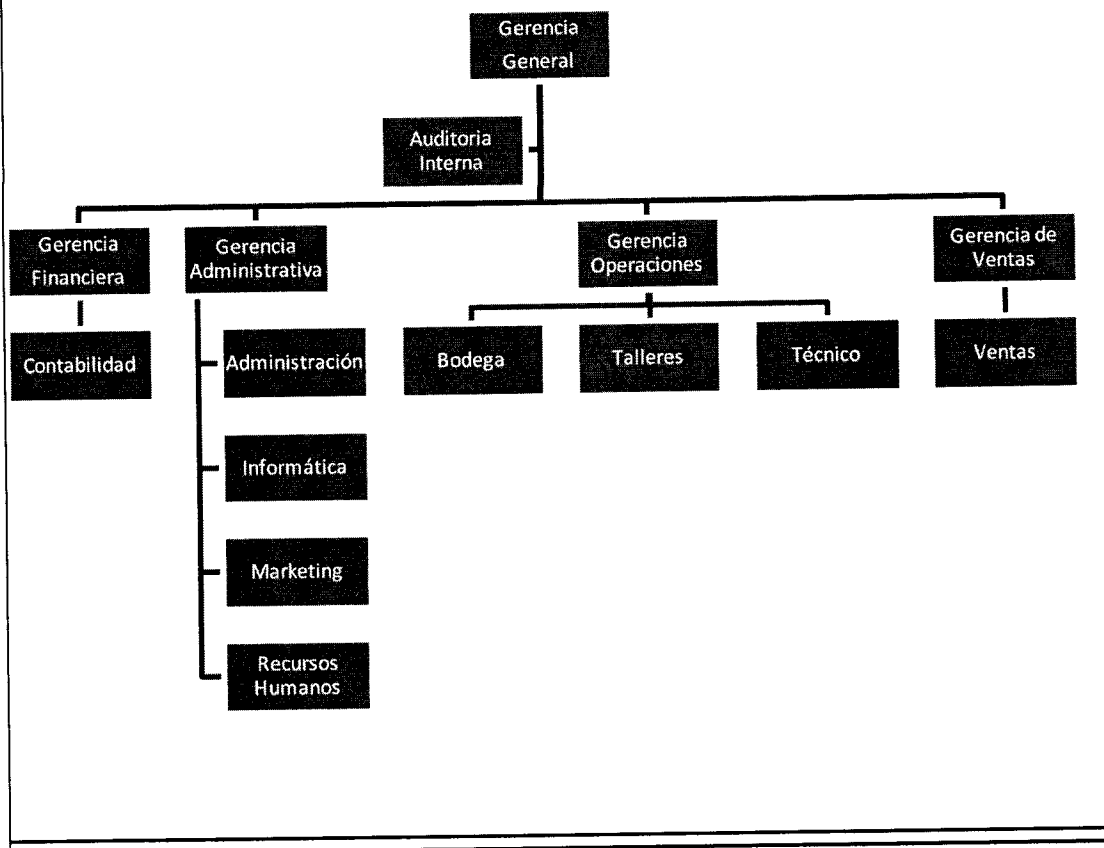 Gerencia
General
Auditoria
Interna
Gerencia
Financiera
Gerencia
Administrativa
Gerencia
Operaciones
Gerencia de
Ventas
Contabilidad
Administración
Bodega
Talleres
Técnico
Ventas
Informática
Marketing
Recursos
Humanos